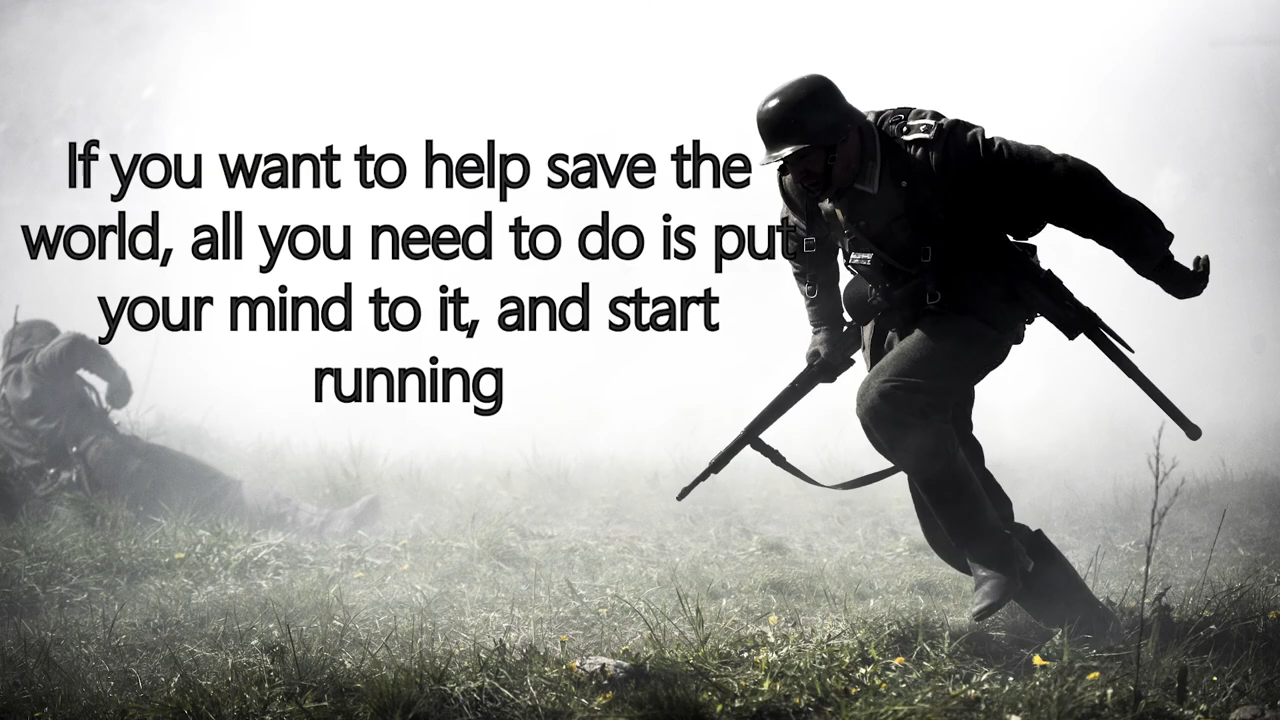 If you want to help save the
world, all you need to do is put
your mind to it, and start
running